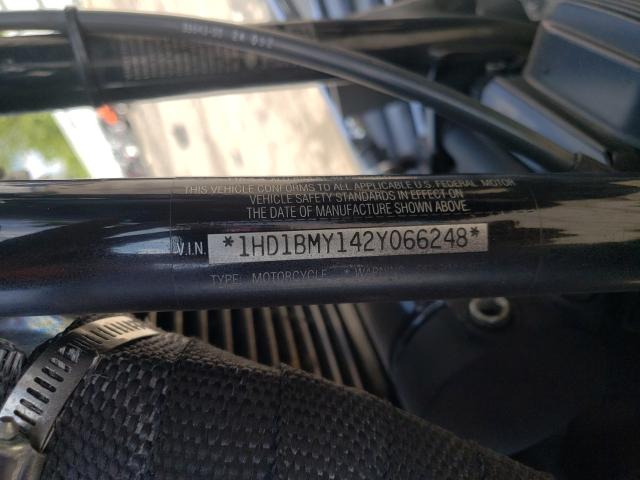 THIS VEHICLE CONFORMS TO ALL APPLICABLE U.S. FEDERAL MOTOR
VEHICLE SAFETY STANDARDS IN EFFECT ON
THE DATE OF MANUFACTURE SHOWN ABOVE
V.I.N. *1HD1BMY142Y066248*
TYPE: MOTORCYCLE WARNING